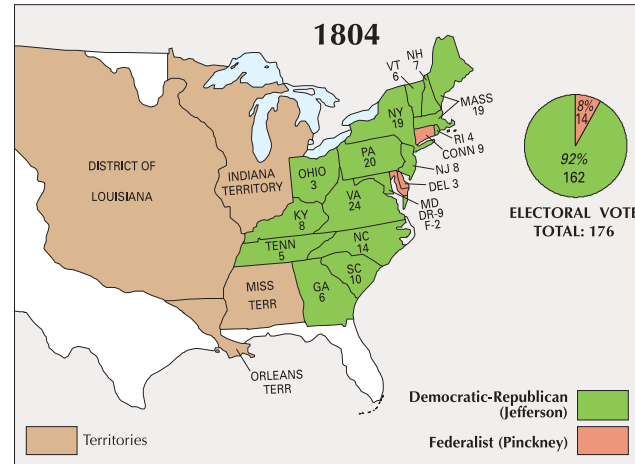 1804
NH
7
VT
6
MASS
19
NY
19
RI 4
CONN 9
PA
20
NJ 8
DEL 3
MD
DR-9
F-2
DISTRICT OF
LOUISIANA
INDIANA
TERRITORY
OHIO
3
VA
24
KY
8
TENN
5
NC
14
SC
10
GA
6
MISS
TERR
ORLEANS
TERR
8%
14
92%
162
ELECTORAL VOTE
TOTAL: 176
Territories
Democratic-Republican
(Jefferson)
Federalist (Pinckney)